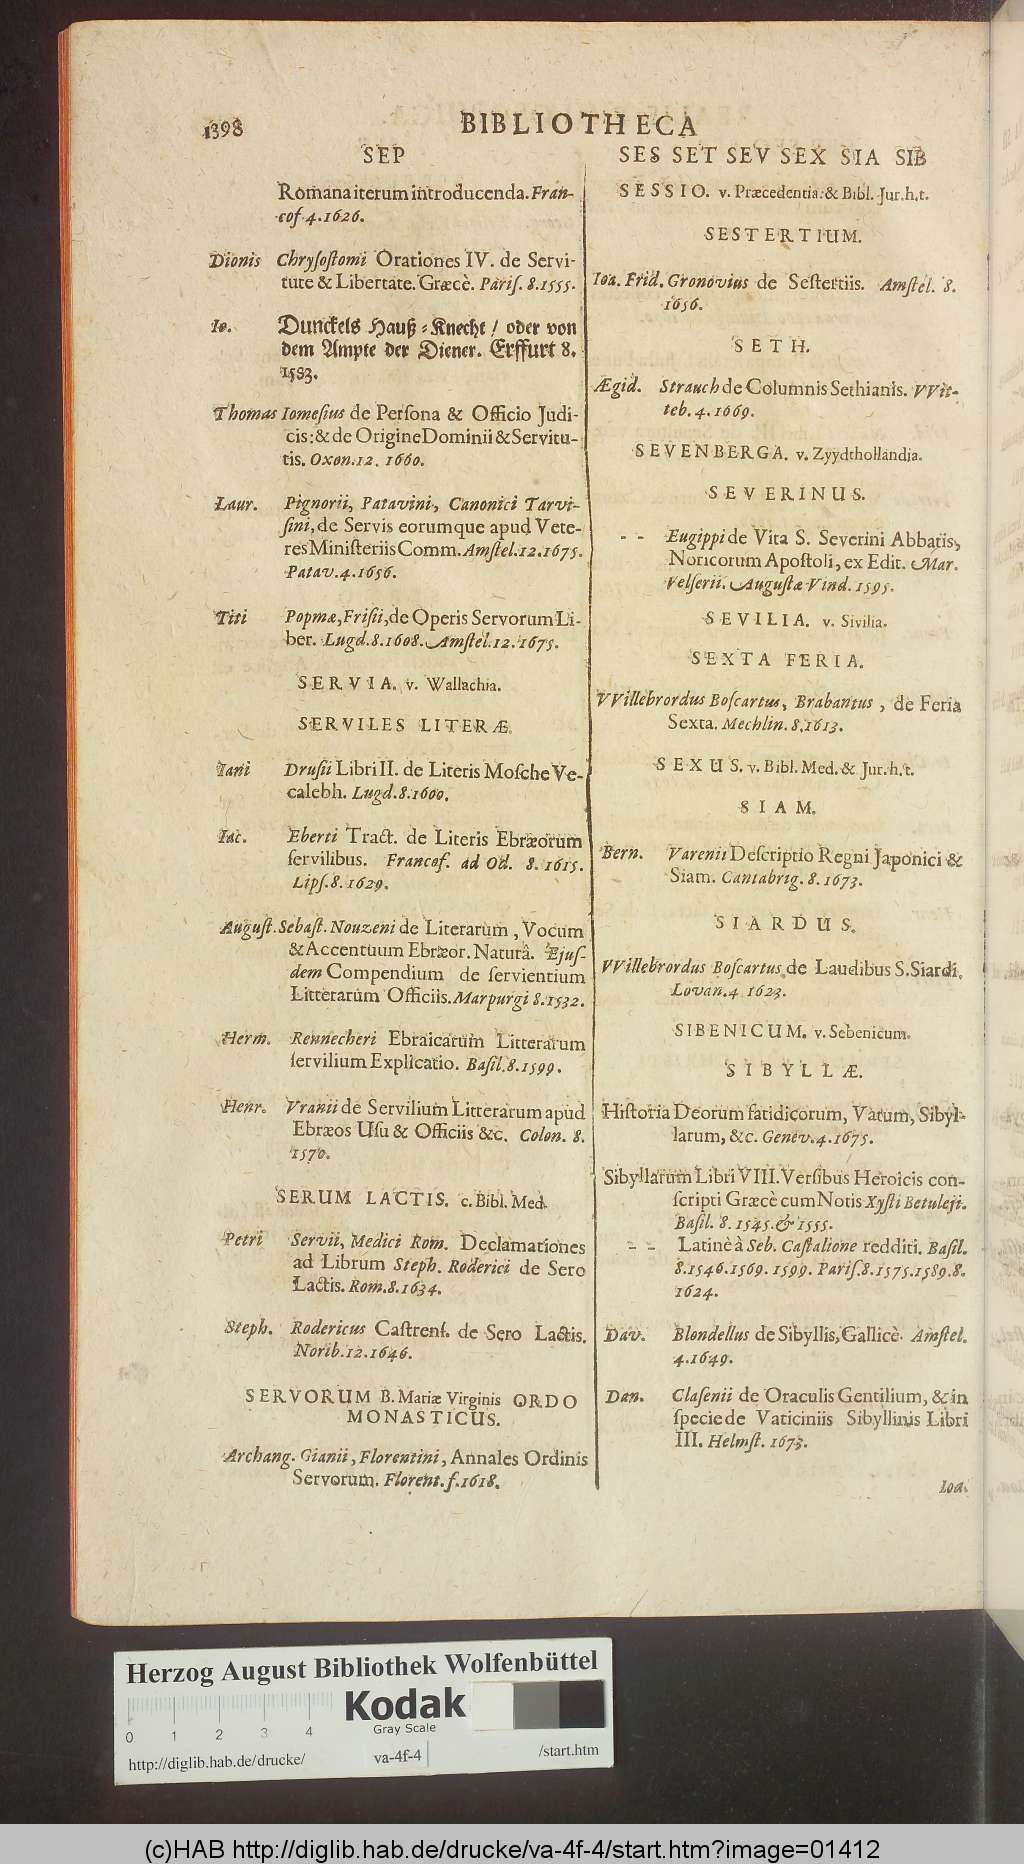 1398
BIBLIOTHECA
SEP
Romana iterum introducenda. Fran-
cof 4. 1626.
Dionis Chrysostomi Orationes IV. de Servi-
tute & Libertate. Græcè. Paris. 8. 1555.
Io. Dunckels Hauß-Knecht / oder von
dem Ampte der Diener. Erffurt 8.
1583.
Thomas Iomesius de Persona & Officio Judi-
cis: & de Origine Dominii & Servitu-
tis. Oxon. 12. 1660.
Laur. Pignorii, Patavini, Canonici Tarvi-
sini, de Servis eorumque apud Vete-
res Ministeriis Comm. Amstel. 12. 1675.
Patav. 4. 1656.
Titi Popmæ, Frisii, de Operis Servorum Li-
ber. Lugd. 8. 1608. Amstel. 12. 1675.
SERVIA. v. Wallachia.
SERVILES LITERÆ.
Iani Drusii Libri II. de Literis Mosche Ve-
calebh. Lugd. 8. 1600.
Iac. Eberti Tract. de Literis Ebræorum
servilibus. Francof. ad Od. 8. 1615.
Lips. 8. 1629.
August. Sebast. Nouzeni de Literarum, Vocum
& Accentuum Ebræor. Naturâ. Ejus-
dem Compendium de servientium
Litterarum Officiis. Marpurgi 8. 1532.
Herm. Rennecheri Ebraicarum Litterarum
servilium Explicatio. Basil. 8. 1599.
Henr. Vranii de Servilium Litterarum apud
Ebræos Usu & Officiis &c. Colon. 8.
1570.
SERUM LACTIS. c. Bibl. Med.
Petri Servii, Medici Rom. Declamationes
ad Librum Steph. Roderici de Sero
Lactis. Rom. 8. 1634.
Steph. Rodericus Castrens. de Sero Lactis.
Norib. 12. 1646.
SERVORUM B. Mariæ Virginis ORDO
MONASTICUS.
Archang. Gianii, Florentini, Annales Ordinis
Servorum. Florent. f. 1618.
SES SET SEV SEX SIA SIB
SESSIO. v. Præcedentia: & Bibl. Jur. h. t.
SESTERTIUM.
Ioa. Frid. Gronovius de Sestertiis. Amstel. 8.
1656.
SETH.
Ægid. Strauch de Columnis Sethianis. VVit-
teb. 4. 1669.
SEVENBERGA. v. Zyydthollandia.
SEVERINUS.
- - Eugippi de Vita S. Severini Abbatis,
Noricorum Apostoli, ex Edit. Mar.
Velserii. Augustæ Vind. 1595.
SEVILIA. v. Sivilia.
SEXTA FERIA.
VVillebrordus Boscartus, Brabantus, de Feria
Sexta. Mechlin. 8. 1613.
SEXUS. v. Bibl. Med. & Jur. h. t.
SIAM.
Bern. Varenii Descriptio Regni Japonici &
Siam. Cantabrig. 8. 1673.
SIARDUS.
VVillebrordus Boscartus de Laudibus S. Siardi.
Lovan. 4 1623.
SIBENICUM. v. Sebenicum.
SIBYLLÆ.
Historia Deorum fatidicorum, Vatum, Sibyl-
larum, &c. Genev. 4. 1675.
Sibyllarum Libri VIII. Versibus Heroicis con-
scripti Græcè cum Notis Xysti Betuleji.
Basil. 8. 1545. & 1555.
- - Latinè à Seb. Castalione redditi. Basil.
8. 1546. 1569. 1599. Paris. 8. 1575. 1589. 8.
1624.
Dav. Blondellus de Sibyllis, Gallicè. Amstel.
4. 1649.
Dan. Clasenii de Oraculis Gentilium, & in
specie de Vaticiniis Sibyllinis Libri
III. Helmst. 1673.
Ioa.
Herzog August Bibliothek Wolfenbüttel
Kodak
Gray Scale
0 1 2 3 4
http://diglib.hab.de/drucke/ va-4f-4 /start.htm
(c)HAB http://diglib.hab.de/drucke/va-4f-4/start.htm?image=01412